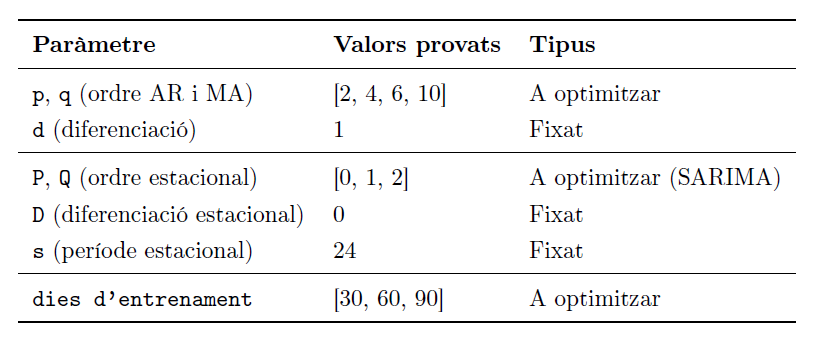 Paràmetre Valors provats Tipus
p, q (ordre AR i MA) [2, 4, 6, 10] A optimitzar
d (diferenciació) 1 Fixat
P, Q (ordre estacional) [0, 1, 2] A optimitzar (SARIMA)
D (diferenciació estacional) 0 Fixat
s (període estacional) 24 Fixat
dies d'entrenament [30, 60, 90] A optimitzar